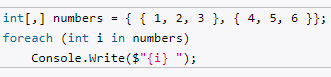 int[,] numbers = { { 1, 2, 3 }, { 4, 5, 6 }};
foreach (int i in numbers)
    Console.Write($"{i} ");